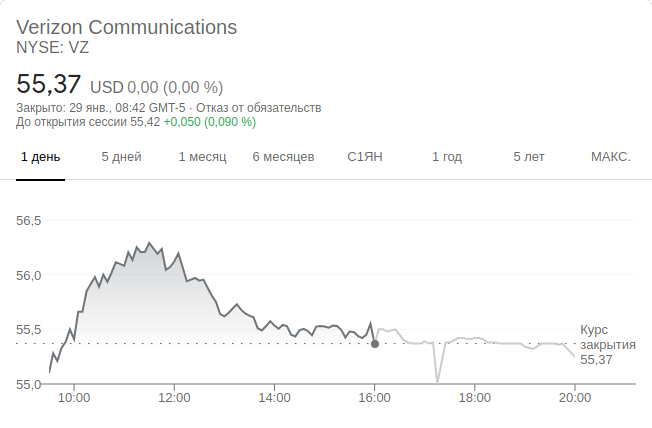 Verizon Communications
NYSE: VZ
55,37 USD 0,00 (0,00 %)
Закрыто: 29 янв., 08:42 GMT-5 · Отказ от обязательств
До открытия сессии 55,42 +0,050 (0,090 %)
1 день 5 дней 1 месяц 6 месяцев С1ЯН 1 год 5 лет МАКС.
56,5
56,0
55,5
Курс
закрытия
55,37
55,0
10:00 12:00 14:00 16:00 18:00 20:00